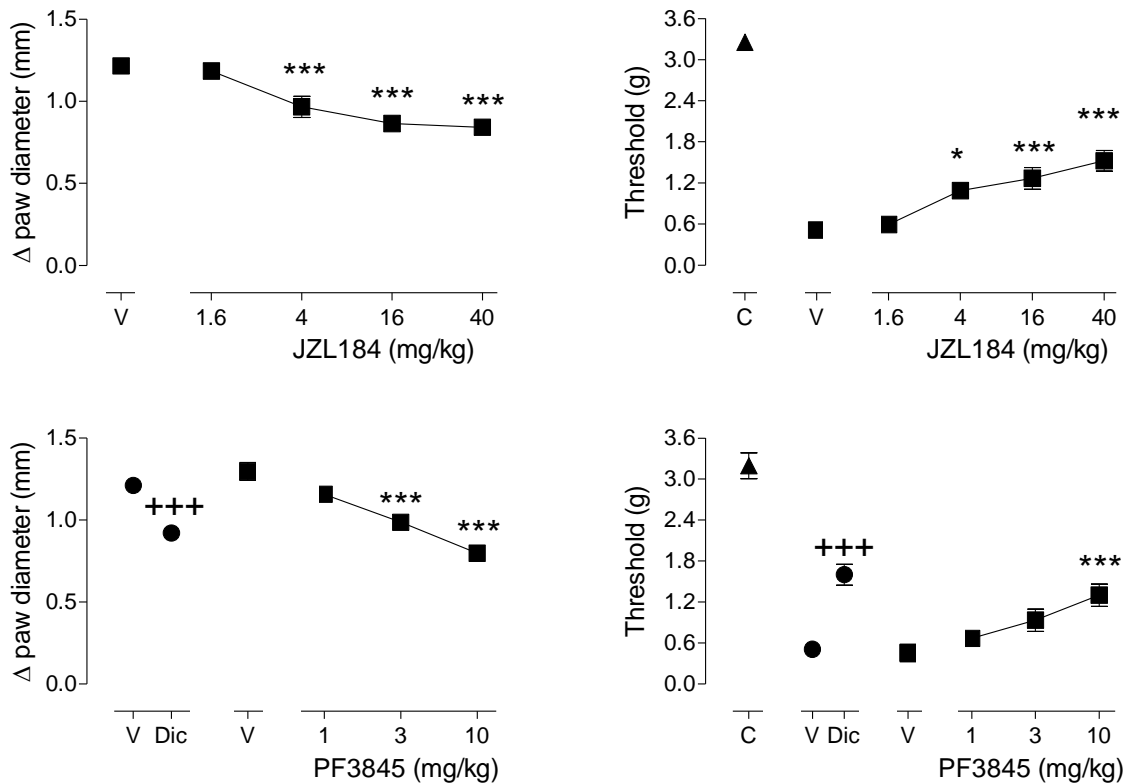 Δ paw diameter (mm)
1.5
1.0
0.5
0.0
***
***
***
V
1.6
4
16
40
JZL184 (mg/kg)
Threshold (g)
3.6
3.0
2.4
1.8
1.2
0.6
0.0
*
***
***
C
V
1.6
4
16
40
JZL184 (mg/kg)
Δ paw diameter (mm)
1.5
1.0
0.5
0.0
+++
***
***
V
Dic
V
1
3
10
PF3845 (mg/kg)
Threshold (g)
3.6
3.0
2.4
1.8
1.2
0.6
0.0
+++
***
C
V
Dic
V
1
3
10
PF3845 (mg/kg)